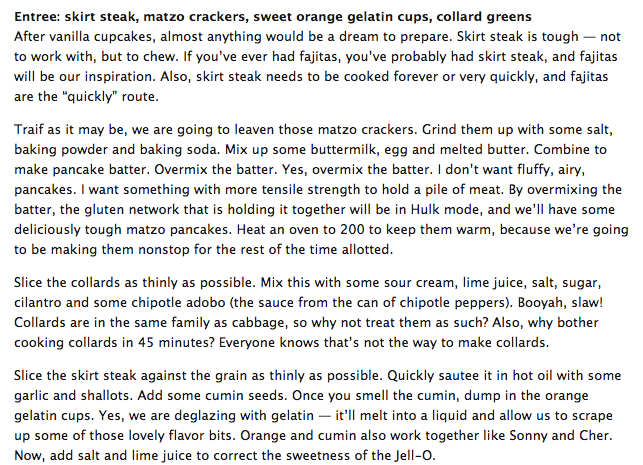 Entree: skirt steak, matzo crackers, sweet orange gelatin cups, collard greens
After vanilla cupcakes, almost anything would be a dream to prepare. Skirt steak is tough — not
to work with, but to chew. If you’ve ever had fajitas, you’ve probably had skirt steak, and fajitas
will be our inspiration. Also, skirt steak needs to be cooked forever or very quickly, and fajitas
are the “quickly” route.
Traif as it may be, we are going to leaven those matzo crackers. Grind them up with some salt,
baking powder and baking soda. Mix up some buttermilk, egg and melted butter. Combine to
make pancake batter. Overmix the batter. Yes, overmix the batter. I don't want fluffy, airy,
pancakes. I want something with more tensile strength to hold a pile of meat. By overmixing the
batter, the gluten network that is holding it together will be in Hulk mode, and we’ll have some
deliciously tough matzo pancakes. Heat an oven to 200 to keep them warm, because we’re going
to be making them nonstop for the rest of the time allotted.
Slice the collards as thinly as possible. Mix this with some sour cream, lime juice, salt, sugar,
cilantro and some chipotle adobo (the sauce from the can of chipotle peppers). Booyah, slaw!
Collards are in the same family as cabbage, so why not treat them as such? Also, why bother
cooking collards in 45 minutes? Everyone knows that’s not the way to make collards.
Slice the skirt steak against the grain as thinly as possible. Quickly sautee it in hot oil with some
garlic and shallots. Add some cumin seeds. Once you smell the cumin, dump in the orange
gelatin cups. Yes, we are deglazing with gelatin — it’ll melt into a liquid and allow us to scrape
up some of those lovely flavor bits. Orange and cumin also work together like Sonny and Cher.
Now, add salt and lime juice to correct the sweetness of the Jell-O.